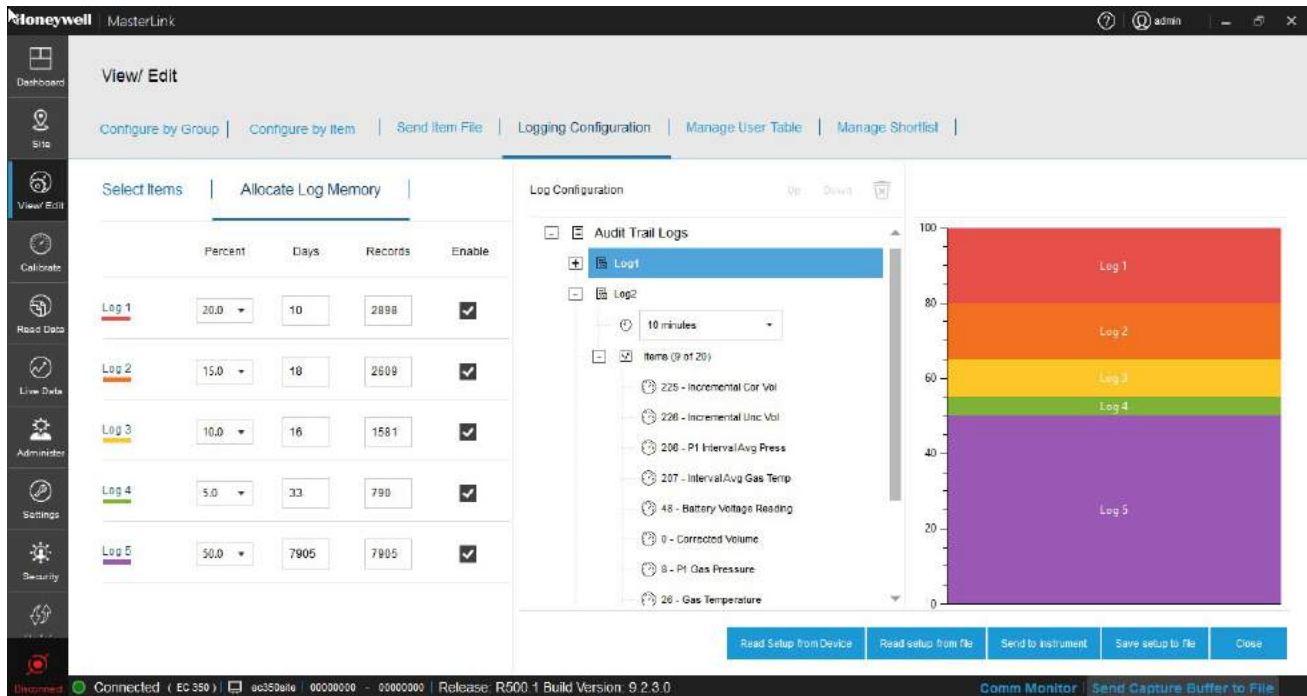 Honeywell MasterLink admin
Dashboard
Site
View/ Edit
Calibrate
Read Data
Live Data
Administer
Settings
Security
Disconnect
View/ Edit
Configure by Group | Configure by Item | Send Item File | Logging Configuration | Manage User Table | Manage Shortlist |
Select Items | Allocate Log Memory |
Percent Days Records Enable
Log 1 20.0 10 2898
Log 2 15.0 18 2609
Log 3 10.0 16 1581
Log 4 5.0 33 790
Log 5 50.0 7905 7905
Log Configuration Up Down
Audit Trail Logs
Log1
Log2
10 minutes
Items (9 of 20)
225 - Incremental Cor Vol
226 - Incremental Unc Vol
206 - P1 Interval Avg Press
207 - Interval Avg Gas Temp
48 - Battery Voltage Reading
0 - Corrected Volume
8 - P1 Gas Pressure
26 - Gas Temperature
100
80
60
40
20
0
Log 1
Log 2
Log 3
Log 4
Log 5
Read Setup from Device Read setup from file Send to instrument Save setup to file Close
Connected ( EC 350 ) | ec350site | 00000000 - 00000000 | Release: R500.1 Build Version: 9.2.3.0 Comm Monitor | Send Capture Buffer to File